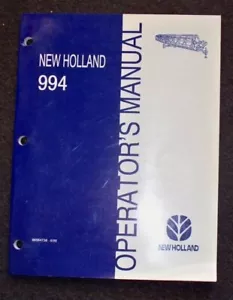 NEW HOLLAND
994
OPERATOR'S MANUAL
NEW HOLLAND